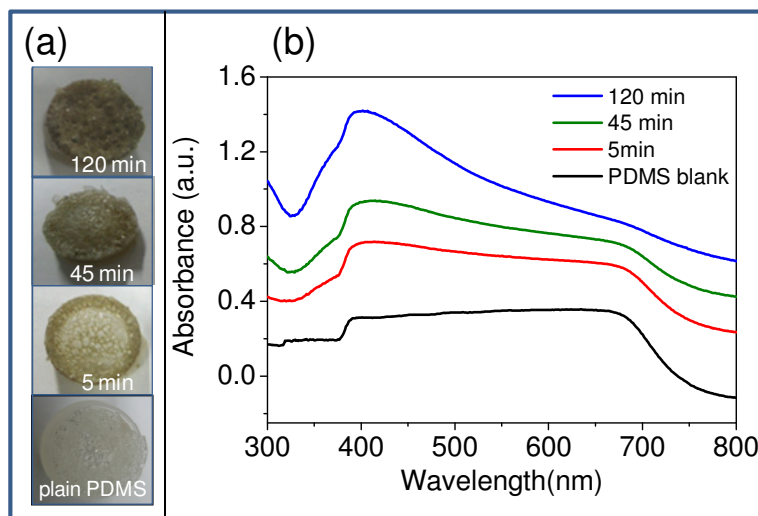 (a)
120 min
45 min
5 min
plain PDMS
(b)
1.6
1.2
0.8
0.4
0.0
Absorbance (a.u.)
120 min
45 min
5min
PDMS blank
300 400 500 600 700 800
Wavelength(nm)